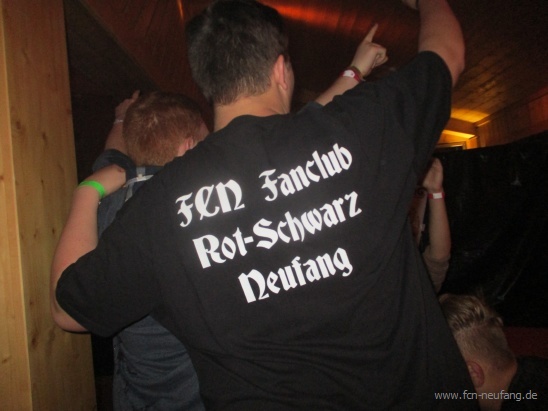 FCN Fanclub
Rot-Schwarz
Neufang
www.fcn-neufang.de